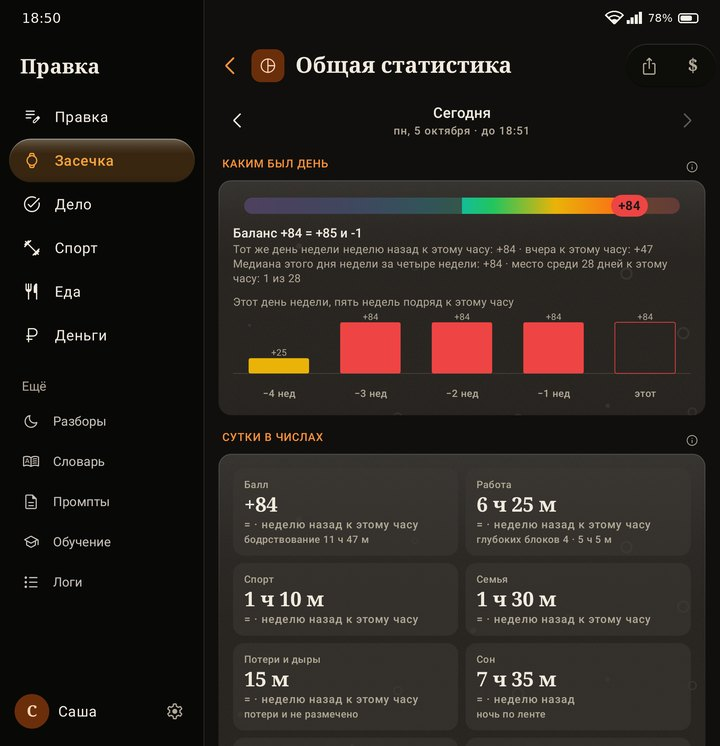 18:50
78%
Правка
Правка
Засечка
Дело
Спорт
Еда
Деньги
Ещё
Разборы
Словарь
Промпты
Обучение
Логи
С
Саша
Общая статистика
$
Сегодня
пн, 5 октября · до 18:51
КАКИМ БЫЛ ДЕНЬ
+84
Баланс +84 = +85 и -1
Тот же день недели неделю назад к этому часу: +84 · вчера к этому часу: +47
Медиана этого дня недели за четыре недели: +84 · место среди 28 дней к этому
часу: 1 из 28
Этот день недели, пять недель подряд к этому часу
+25
+84
+84
+84
+84
−4 нед
−3 нед
−2 нед
−1 нед
этот
СУТКИ В ЧИСЛАХ
Балл
+84
= · неделю назад к этому часу
бодрствование 11 ч 47 м
Работа
6 ч 25 м
= · неделю назад к этому часу
глубоких блоков 4 · 5 ч 5 м
Спорт
1 ч 10 м
= · неделю назад к этому часу
Семья
1 ч 30 м
= · неделю назад к этому часу
Потери и дыры
15 м
= · неделю назад к этому часу
потери и не размечено
Сон
7 ч 35 м
= · неделю назад
ночь по ленте